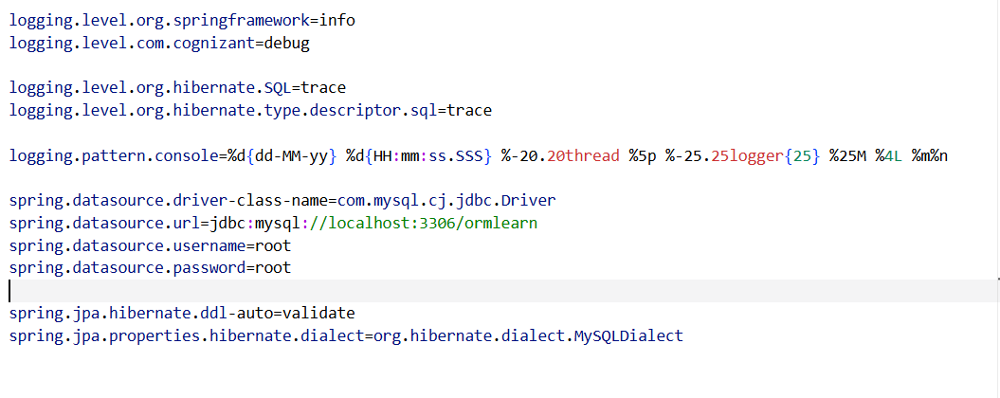 logging.level.org.springframework=info
logging.level.com.cognizant=debug
logging.level.org.hibernate.SQL=trace
logging.level.org.hibernate.type.descriptor.sql=trace
logging.pattern.console=%d{dd-MM-yy} %d{HH:mm:ss.SSS} %-20.20thread %5p %-25.25logger{25} %25M %4L %m%n
spring.datasource.driver-class-name=com.mysql.cj.jdbc.Driver
spring.datasource.url=jdbc:mysql://localhost:3306/ormlearn
spring.datasource.username=root
spring.datasource.password=root
spring.jpa.hibernate.ddl-auto=validate
spring.jpa.properties.hibernate.dialect=org.hibernate.dialect.MySQLDialect